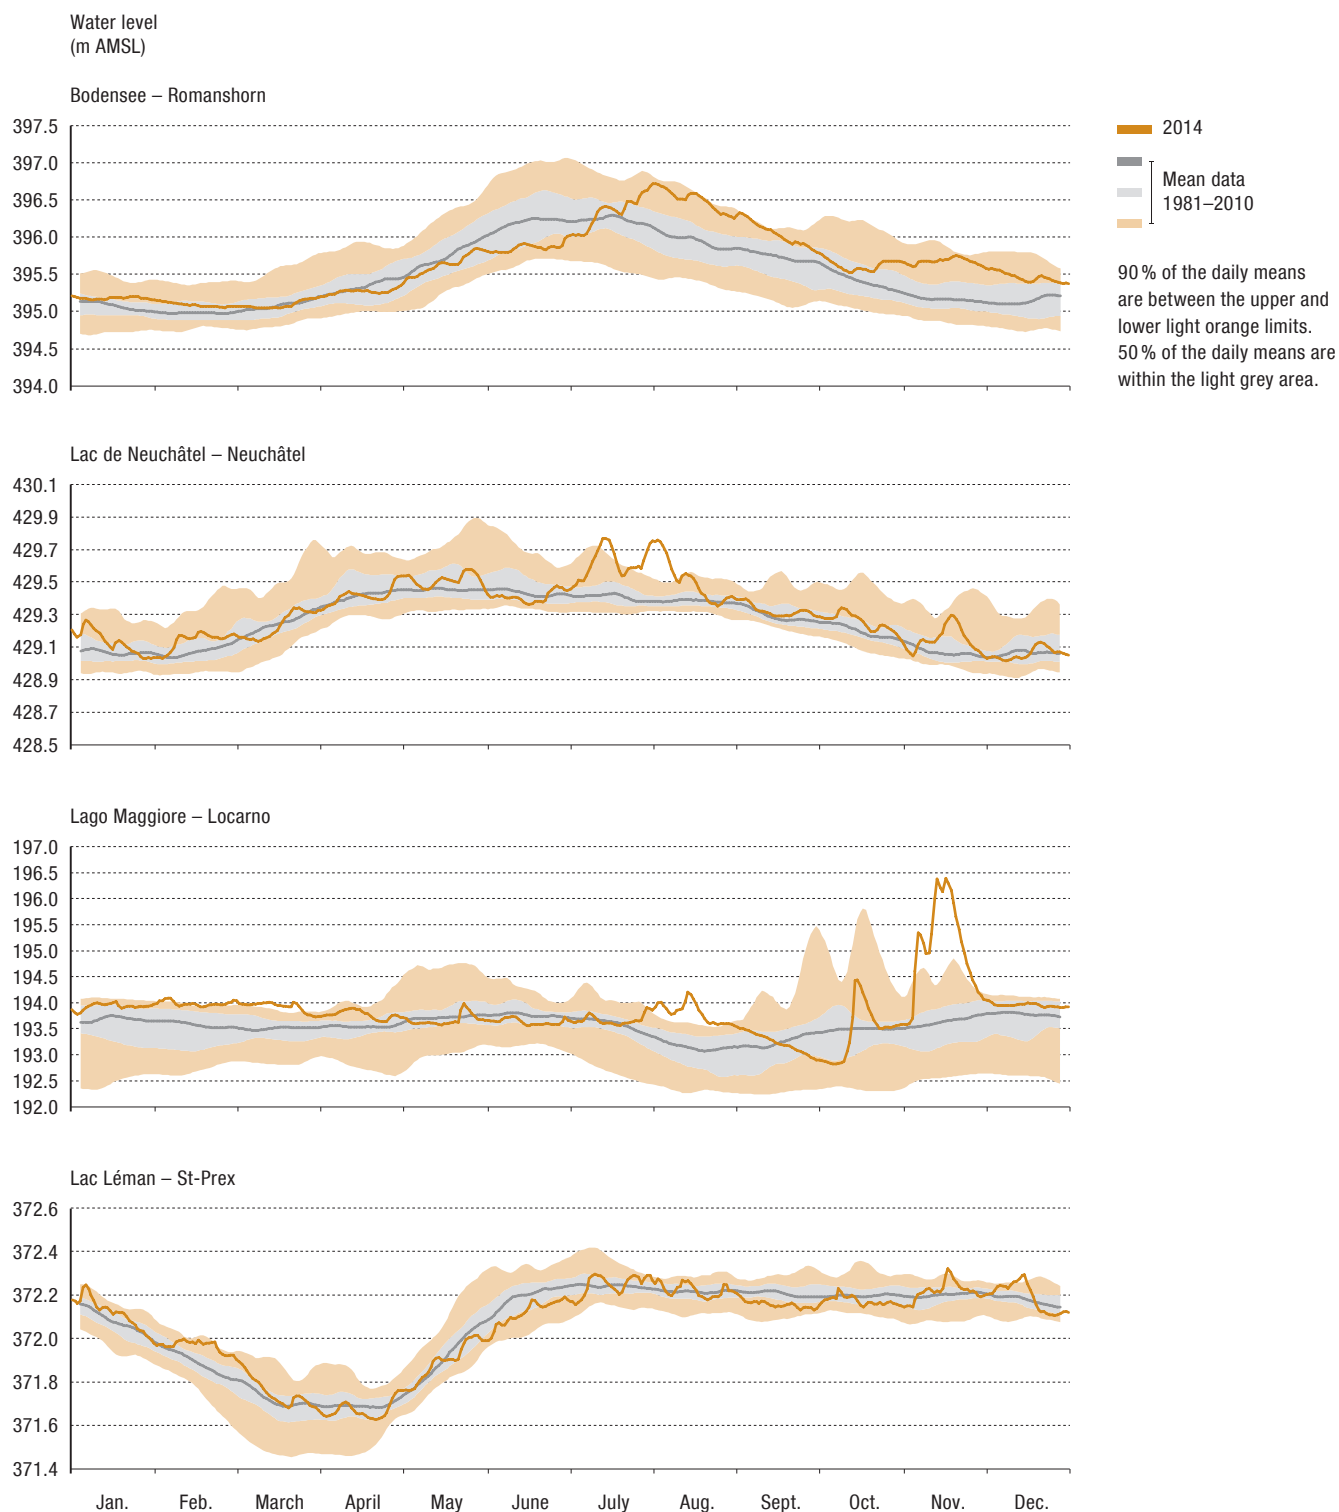 Water level
(m AMSL)
Bodensee – Romanshorn
397.5
397.0
396.5
396.0
395.5
395.0
394.5
394.0
2014
Mean data
1981–2010
90 % of the daily means
are between the upper and
lower light orange limits.
50 % of the daily means are
within the light grey area.
Lac de Neuchâtel – Neuchâtel
430.1
429.9
429.7
429.5
429.3
429.1
428.9
428.7
428.5
Lago Maggiore – Locarno
197.0
196.5
196.0
195.5
195.0
194.5
194.0
193.5
193.0
192.5
192.0
Lac Léman – St-Prex
372.6
372.4
372.2
372.0
371.8
371.6
371.4
Jan. Feb. March April May June July Aug. Sept. Oct. Nov. Dec.